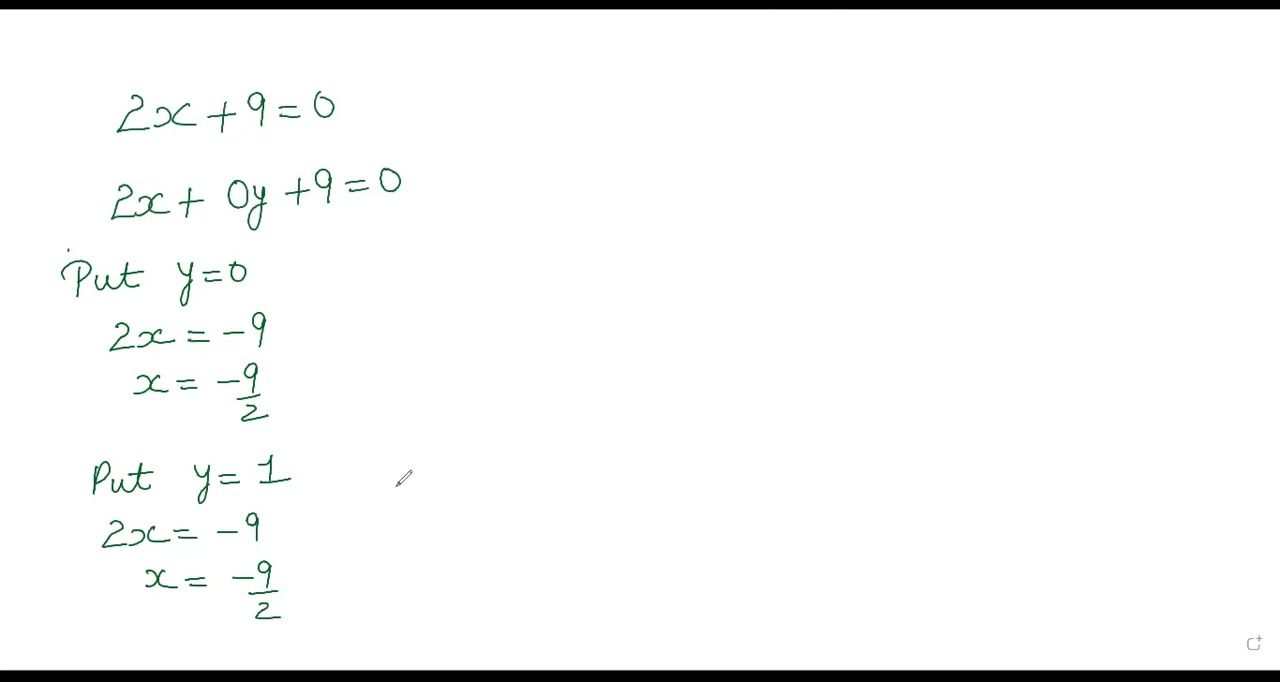 2x + 9 = 0
2x + 0y + 9 = 0
Put y = 0
2x = -9
x = -9/2
Put y = 1
2x = -9
x = -9/2